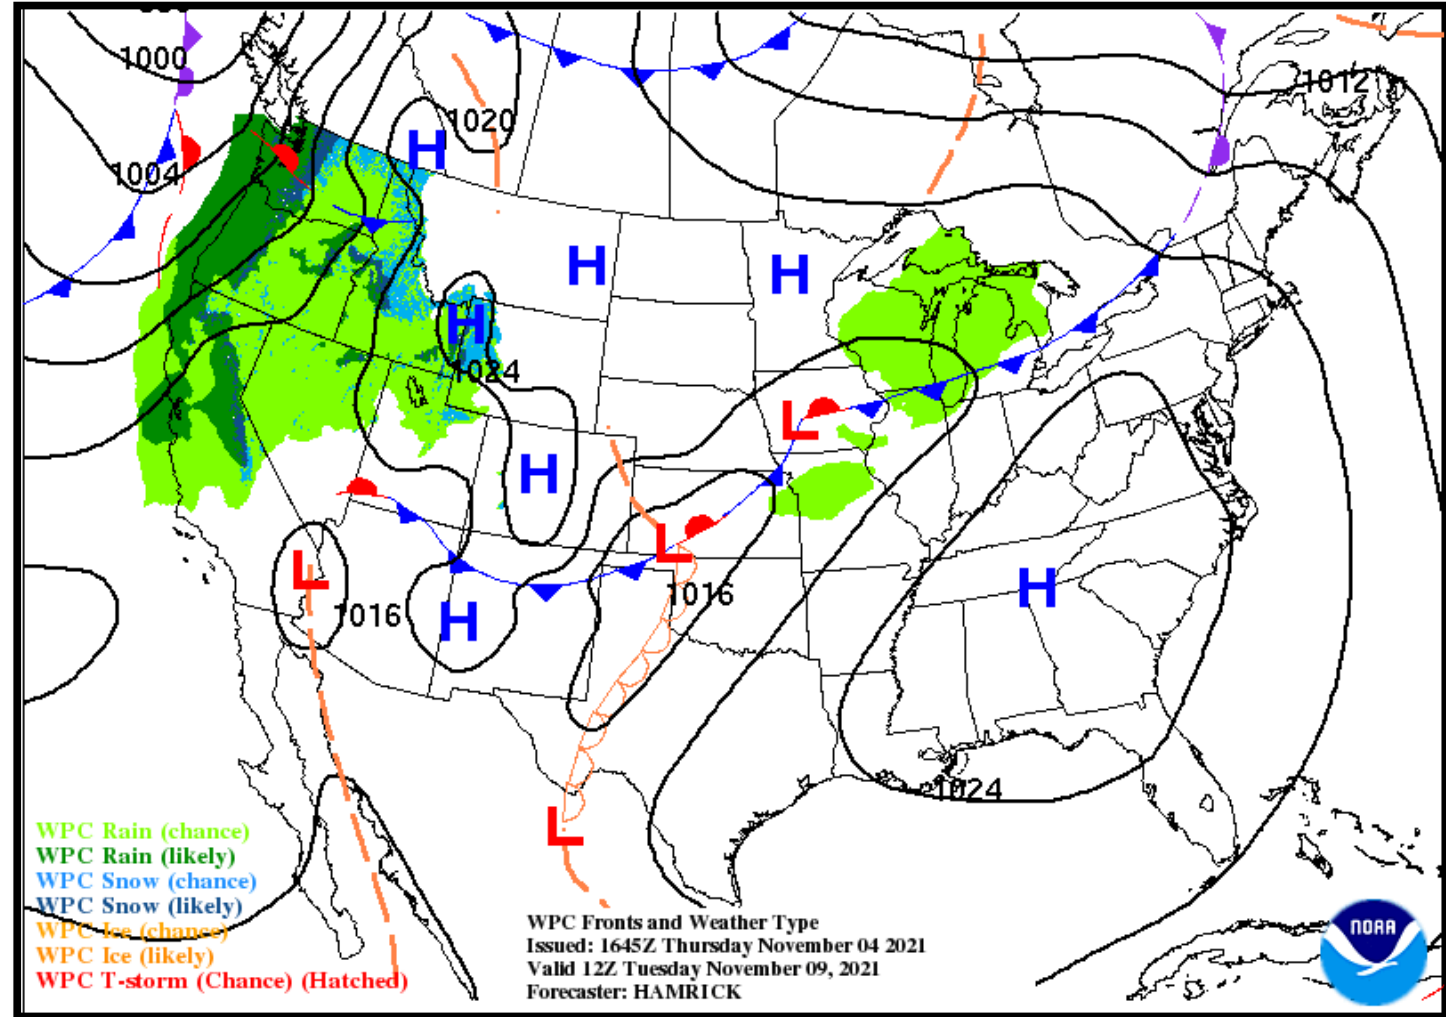 1000
1020
1012
1004
H
H
H
H
1024
L
H
L
L
1016
1016
H
H
1024
L
WPC Rain (chance)
WPC Rain (likely)
WPC Snow (chance)
WPC Snow (likely)
WPC Ice (chance)
WPC Ice (likely)
WPC T-storm (Chance) (Hatched)
WPC Fronts and Weather Type
Issued: 1645Z Thursday November 04 2021
Valid 12Z Tuesday November 09, 2021
Forecaster: HAMRICK
NOAA